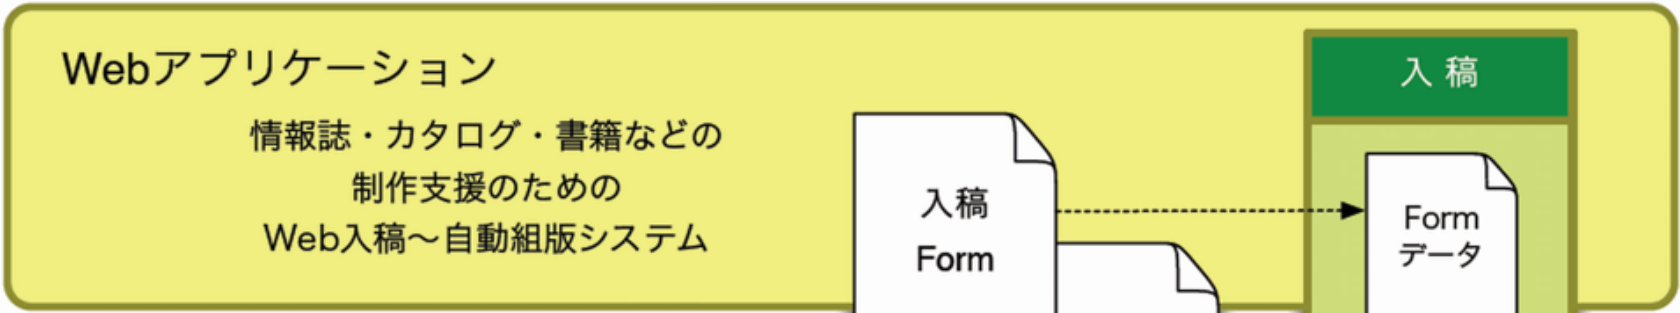 Webアプリケーション
情報誌・カタログ・書籍などの
制作支援のための
Web入稿〜自動組版システム
入稿
Form
入 稿
Form
データ